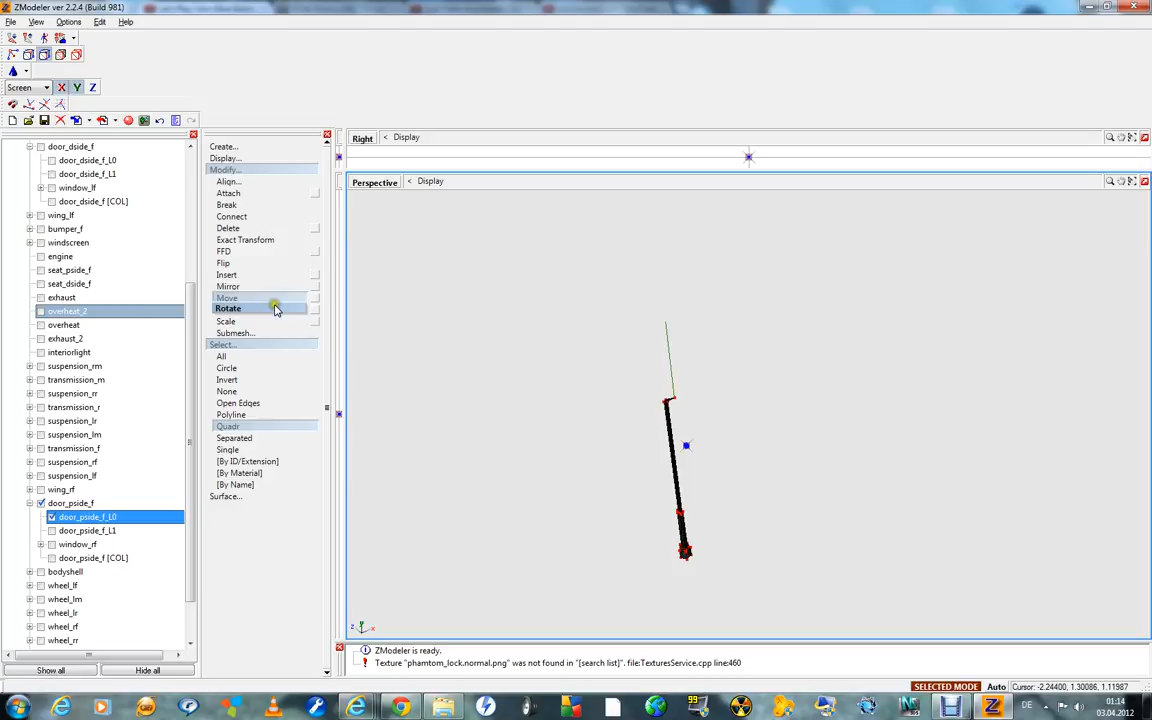 ZModeler ver 2.2.4 (Build 981)
File View Options Edit Help
Screen X Y Z
door_dside_f
door_dside_f_L0
door_dside_f_L1
window_lf
door_dside_f [COL]
wing_lf
bumper_f
windscreen
engine
seat_pside_f
seat_dside_f
exhaust
overheat_2
overheat
exhaust_2
interiorlight
suspension_rm
transmission_m
suspension_rr
transmission_r
suspension_lr
suspension_lm
transmission_f
suspension_rf
suspension_lf
wing_rf
door_pside_f
door_pside_f_L0
door_pside_f_L1
window_rf
door_pside_f [COL]
bodyshell
wheel_lf
wheel_lm
wheel_lr
wheel_rf
wheel_rr
Show all Hide all
Create...
Display...
Modify...
Align...
Attach
Break
Connect
Delete
Exact Transform
FFD
Flip
Insert
Mirror
Move
Rotate
Scale
Submesh...
Select...
All
Circle
Invert
None
Open Edges
Polyline
Quadr
Separated
Single
[By ID/Extension]
[By Material]
[By Name]
Surface...
Right < Display
Perspective < Display
z y x
ZModeler is ready.
Texture "phamtom_lock.normal.png" was not found in "[search list]". file:TexturesService.cpp line:460
SELECTED MODE Auto Cursor: -2.24400, 1.30086, 1.11987
99
DE 01:14
03.04.2012